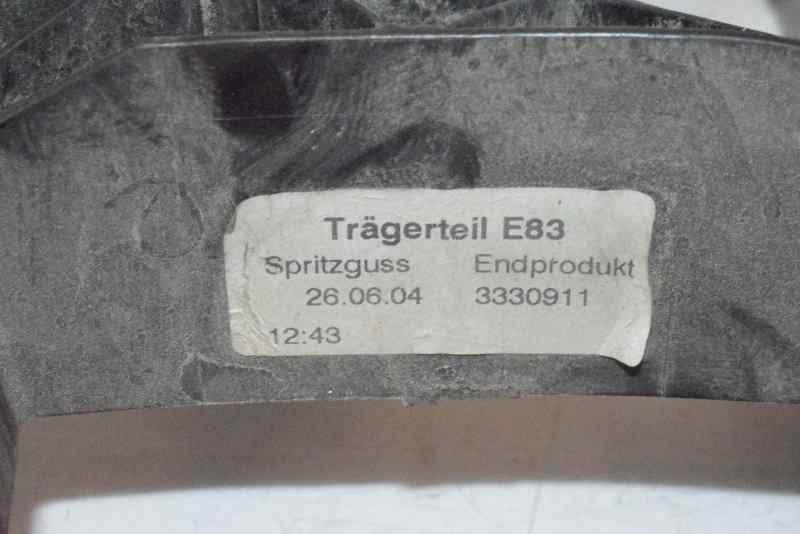 Trägerteil E83
Spritzguss Endprodukt
26.06.04 3330911
12:43